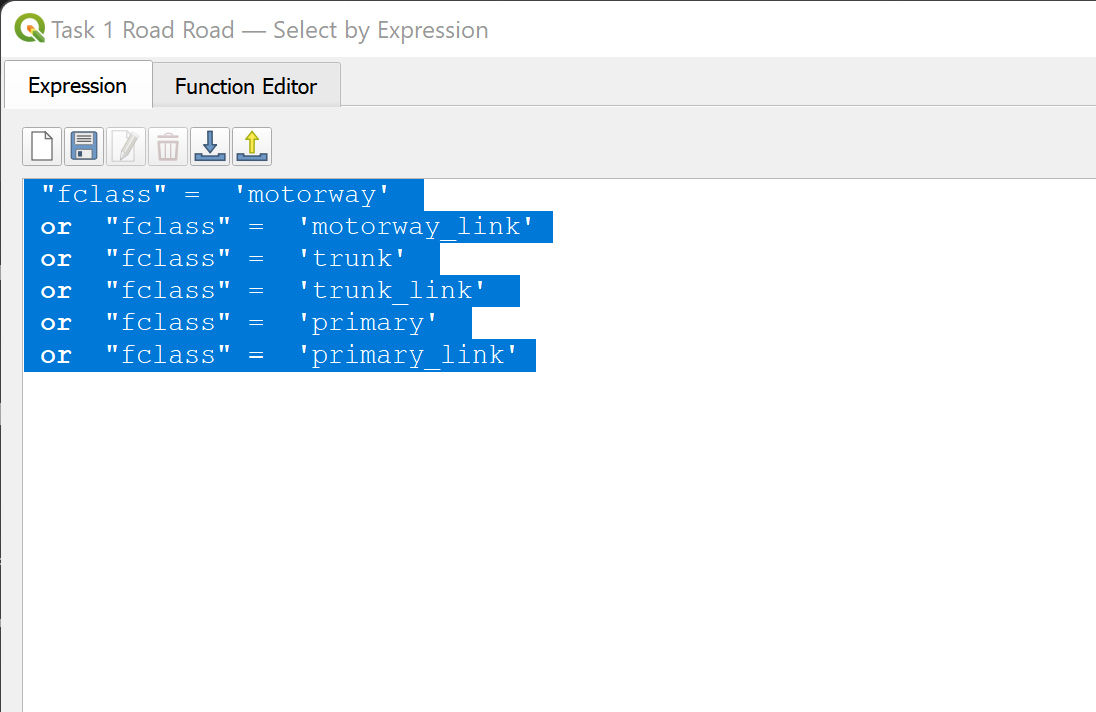 Task 1 Road Road — Select by Expression
Expression
Function Editor
"fclass" = 'motorway'
or "fclass" = 'motorway_link'
or "fclass" = 'trunk'
or "fclass" = 'trunk_link'
or "fclass" = 'primary'
or "fclass" = 'primary_link'